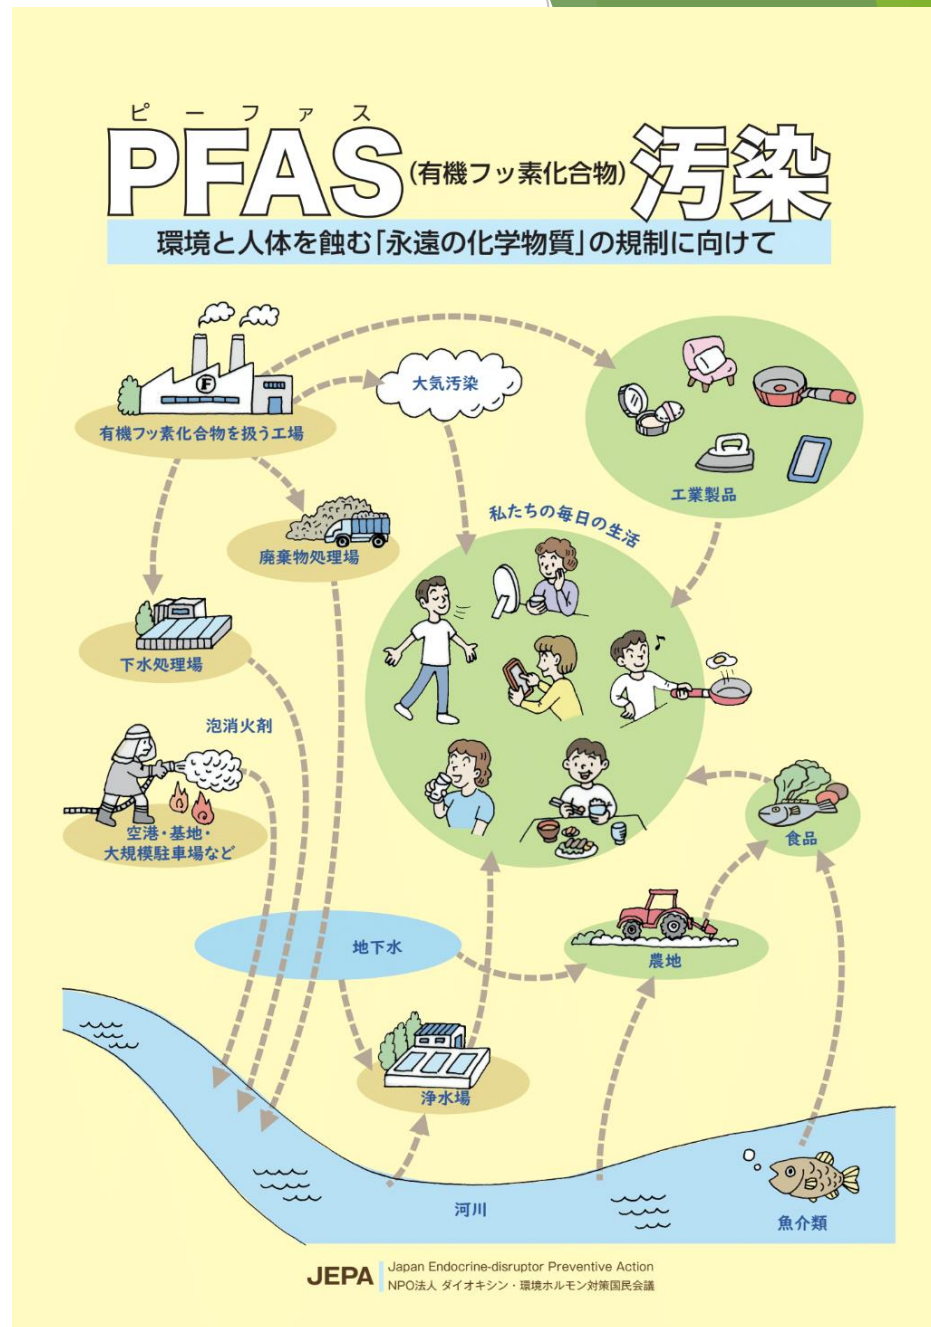 ピーファス
PFAS(有機フッ素化合物)汚染
環境と人体を蝕む「永遠の化学物質」の規制に向けて
大気汚染
有機フッ素化合物を扱う工場
工業製品
私たちの毎日の生活
廃棄物処理場
下水処理場
泡消火剤
空港・基地・
大規模駐車場など
食品
地下水
農地
浄水場
河川
魚介類
F
JEPA
Japan Endocrine-disruptor Preventive Action
NPO法人 ダイオキシン・環境ホルモン対策国民会議